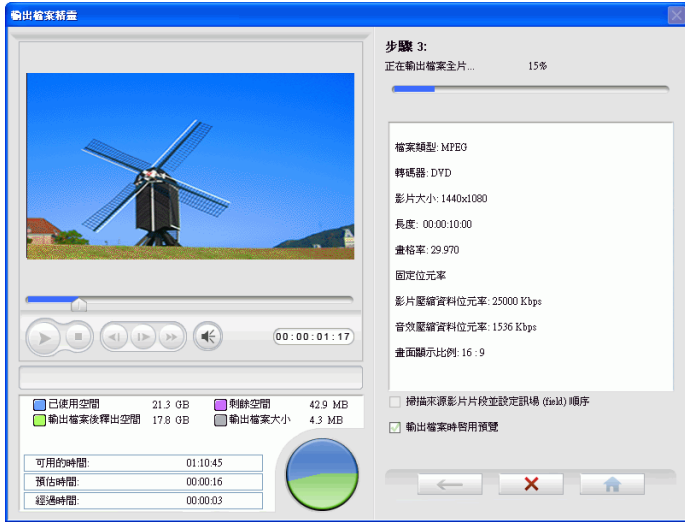 輸出檔案精靈
步驟 3:
正在輸出檔案全片... 15%
檔案類型: MPEG
轉碼器: DVD
影片大小: 1440x1080
長度: 00:00:10:00
畫格率: 29.970
固定位元率
影片壓縮資料位元率: 25000 Kbps
音效壓縮資料位元率: 1536 Kbps
畫面顯示比例: 16 : 9
00:00:01:17
已使用空間 21.3 GB 剩餘空間 42.9 MB
輸出檔案後釋出空間 17.8 GB 輸出檔案大小 4.3 MB
可用的時間: 01:10:45
預估時間: 00:00:16
經過時間: 00:00:03
掃描來源影片片段並設定訊場 (field) 順序
輸出檔案時啓用預覽